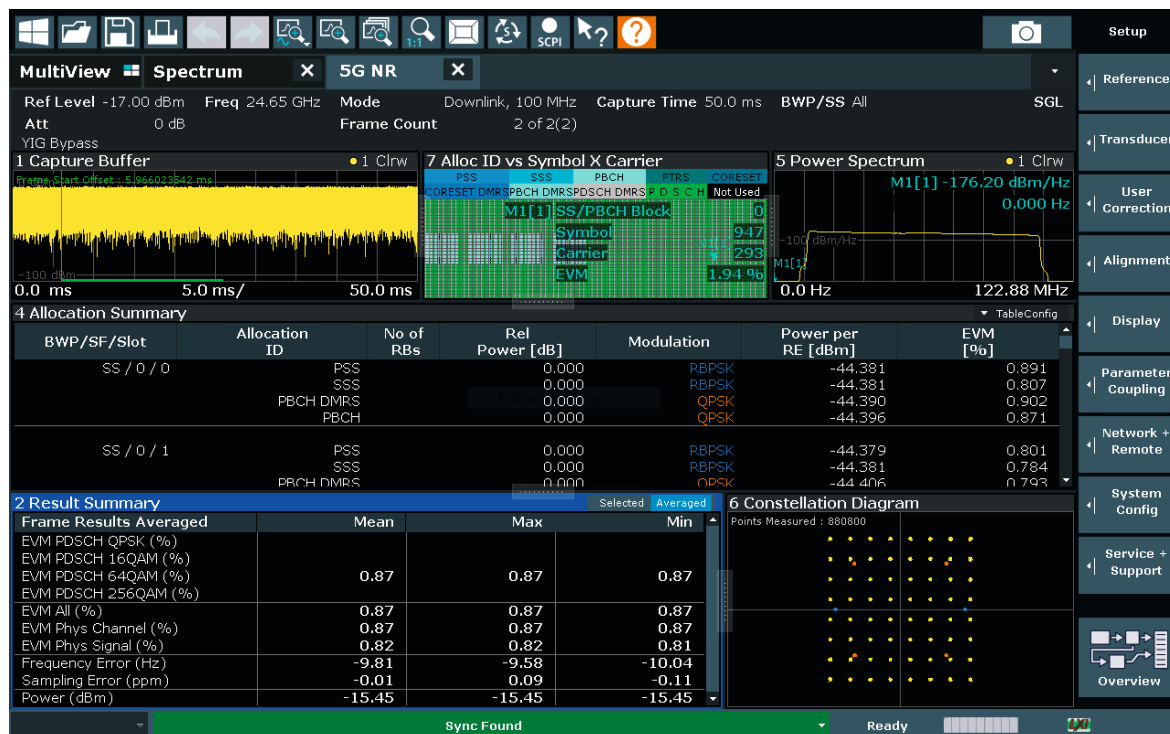 1:1
SCPI
Setup
MultiView Spectrum X 5G NR X
Ref Level -17.00 dBm Freq 24.65 GHz Mode Downlink, 100 MHz Capture Time 50.0 ms BWP/SS All SGL
Att 0 dB Frame Count 2 of 2(2)
YIG Bypass
1 Capture Buffer 1 Clrw
Frame Start Offset : 5.966023542 ms
-100 dBm
0.0 ms 5.0 ms/ 50.0 ms
7 Alloc ID vs Symbol X Carrier
PSS SSS PBCH PTRS CORESET
CORESET DMRS PBCH DMRS PDSCH DMRS P D S C H Not Used
M1[1] SS/PBCH Block 0
Symbol 947
Carrier 293
EVM 1.94 %
5 Power Spectrum 1 Clrw
M1[1] -176.20 dBm/Hz
0.000 Hz
-100 dBm/Hz
M1[1]
0.0 Hz 122.88 MHz
4 Allocation Summary TableConfig
BWP/SF/Slot Allocation ID No of RBs Rel Power [dB] Modulation Power per RE [dBm] EVM [%]
SS / 0 / 0 PSS 0.000 RBPSK -44.381 0.891
SSS 0.000 RBPSK -44.381 0.807
PBCH DMRS 0.000 QPSK -44.390 0.902
PBCH 0.000 QPSK -44.396 0.871
SS / 0 / 1 PSS 0.000 RBPSK -44.379 0.801
SSS 0.000 RBPSK -44.381 0.784
PBCH DMRS 0.000 QPSK -44.406 0.793
2 Result Summary Selected Averaged
Frame Results Averaged Mean Max Min
EVM PDSCH QPSK (%)
EVM PDSCH 16QAM (%)
EVM PDSCH 64QAM (%) 0.87 0.87 0.87
EVM PDSCH 256QAM (%)
EVM All (%) 0.87 0.87 0.87
EVM Phys Channel (%) 0.87 0.87 0.87
EVM Phys Signal (%) 0.82 0.82 0.81
Frequency Error (Hz) -9.81 -9.58 -10.04
Sampling Error (ppm) -0.01 0.09 -0.11
Power (dBm) -15.45 -15.45 -15.45
6 Constellation Diagram
Points Measured : 880800
Sync Found
Ready
Reference
Transducer
User
Correction
Alignment
Display
Parameter
Coupling
Network +
Remote
System
Config
Service +
Support
Overview